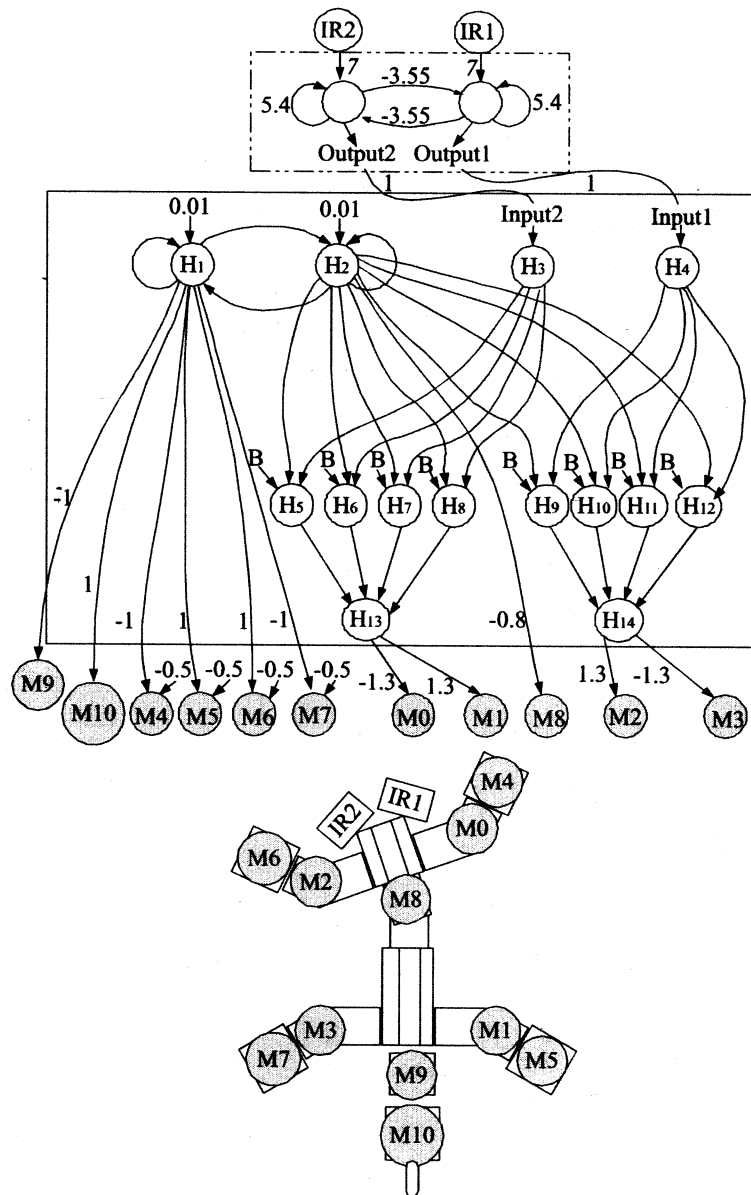 IR2 IR1
7 -3.55 7
5.4 -3.55 5.4
Output2 Output1
1 1
0.01 0.01 Input2 Input1
H1 H2 H3 H4
B B B B B B B B
H5 H6 H7 H8 H9 H10 H11 H12
-1
1 -1 1 1 -1 H13 -0.8 H14
-0.5 -0.5 -0.5 -0.5 -1.3 1.3 1.3 -1.3
M9 M10 M4 M5 M6 M7 M0 M1 M8 M2 M3
M4
IR2 IR1
M0
M6 M2
M8
M3 M1
M7 M5
M9
M10